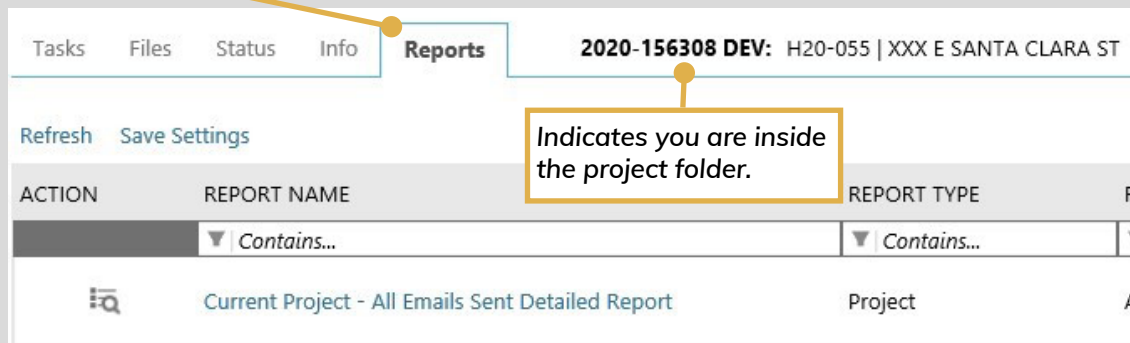 Tasks Files Status Info Reports 2020-156308 DEV: H20-055 | XXX E SANTA CLARA ST
Indicates you are inside
the project folder.
Refresh Save Settings
ACTION REPORT NAME REPORT TYPE
Contains... Contains...
Current Project - All Emails Sent Detailed Report Project